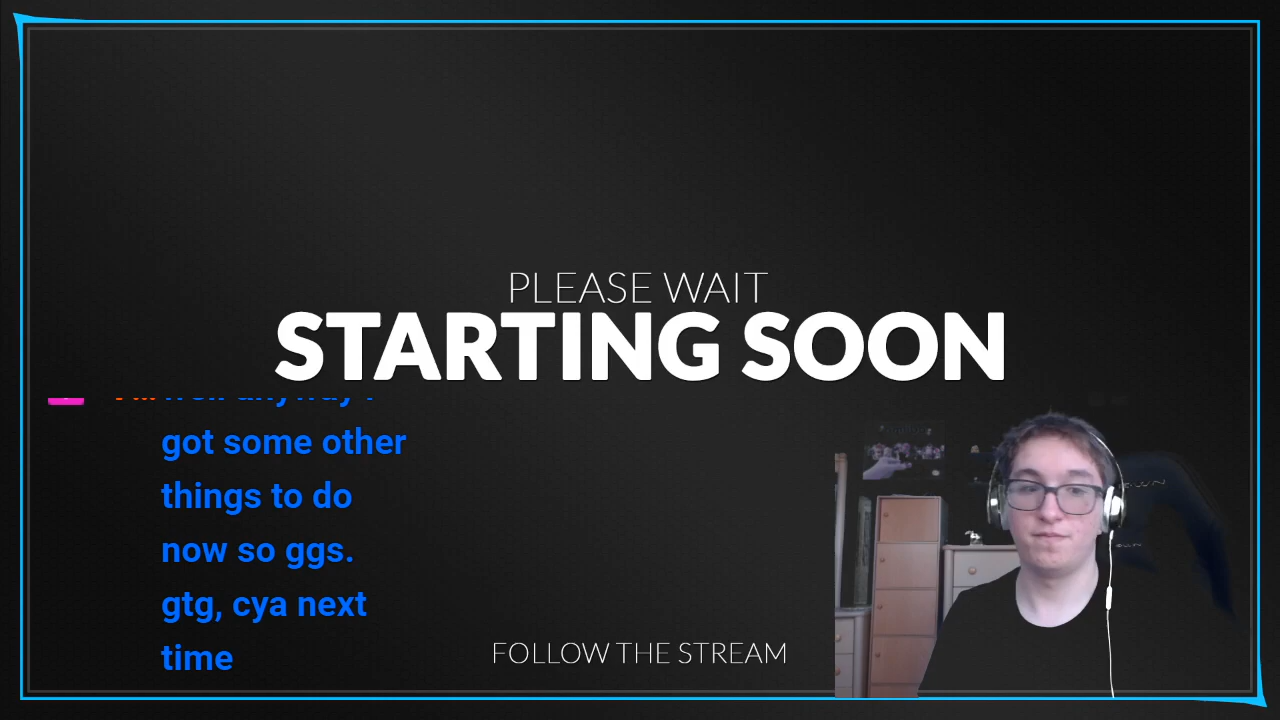 PLEASE WAIT
STARTING SOON
got some other
things to do
now so ggs.
gtg, cya next
time
FOLLOW THE STREAM